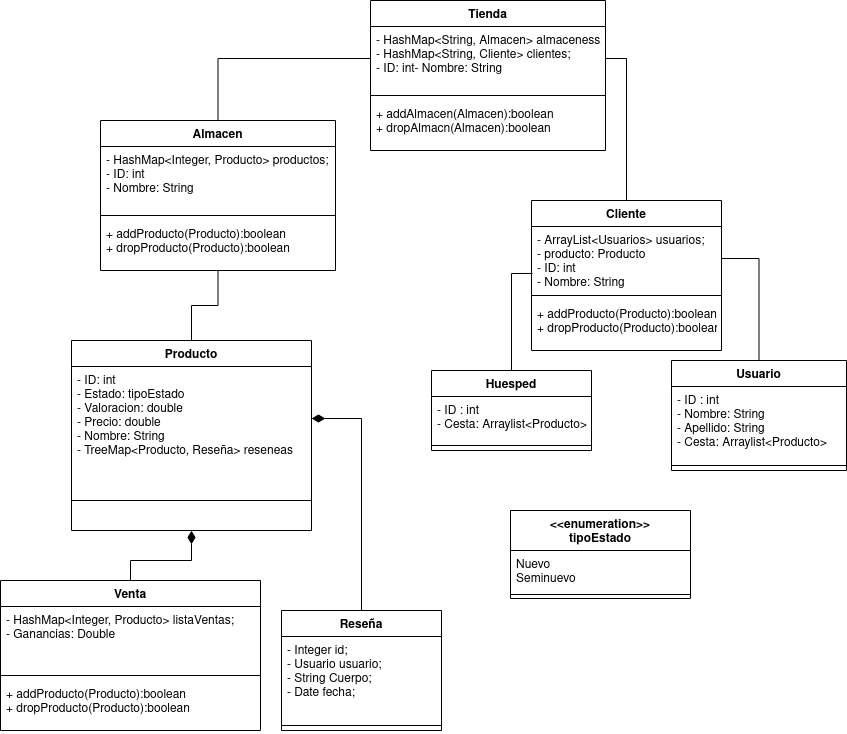 Tienda
- HashMap<String, Almacen> almaceness
- HashMap<String, Cliente> clientes;
- ID: int- Nombre: String
+ addAlmacen(Almacen):boolean
+ dropAlmacn(Almacen):boolean
Almacen
- HashMap<Integer, Producto> productos;
- ID: int
- Nombre: String
+ addProducto(Producto):boolean
+ dropProducto(Producto):boolean
Cliente
- ArrayList<Usuarios> usuarios;
- producto: Producto
- ID: int
- Nombre: String
+ addProducto(Producto):boolean
+ dropProducto(Producto):boolean
Producto
- ID: int
- Estado: tipoEstado
- Valoracion: double
- Precio: double
- Nombre: String
- TreeMap<Producto, Reseña> reseneas
Huesped
- ID : int
- Cesta: Arraylist<Producto>
Usuario
- ID : int
- Nombre: String
- Apellido: String
- Cesta: Arraylist<Producto>
<<enumeration>>
tipoEstado
Nuevo
Seminuevo
Venta
- HashMap<Integer, Producto> listaVentas;
- Ganancias: Double
+ addProducto(Producto):boolean
+ dropProducto(Producto):boolean
Reseña
- Integer id;
- Usuario usuario;
- String Cuerpo;
- Date fecha;